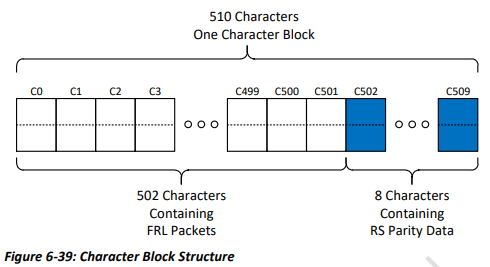 510 Characters
One Character Block
C0 C1 C2 C3 C499 C500 C501 C502 C509
502 Characters
Containing
FRL Packets
8 Characters
Containing
RS Parity Data
Figure 6-39: Character Block Structure